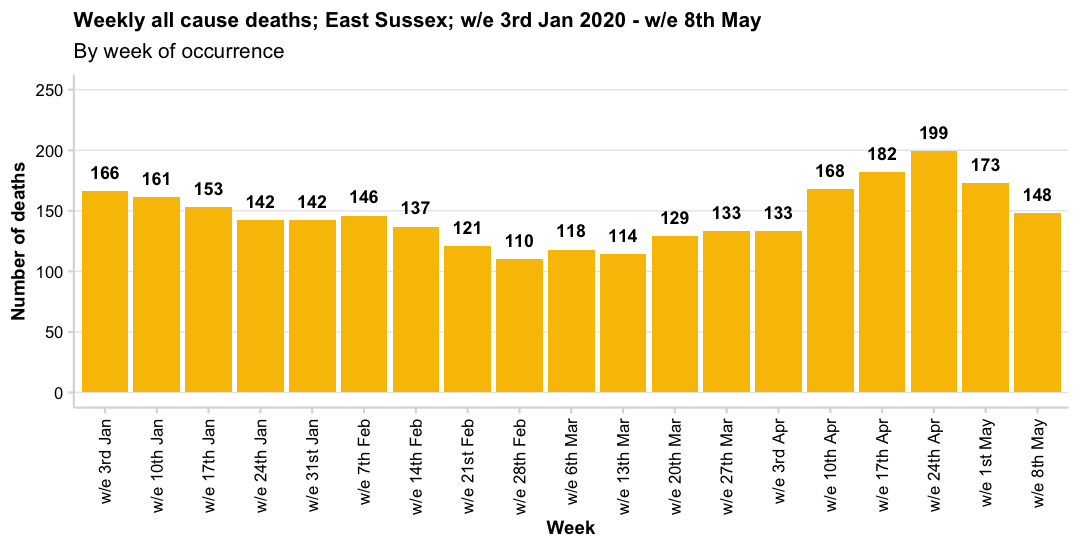 Weekly all cause deaths; East Sussex; w/e 3rd Jan 2020 - w/e 8th May
By week of occurrence
Number of deaths
250
200
150
100
50
0
166
161
153
142
142
146
137
121
110
118
114
129
133
133
168
182
199
173
148
w/e 3rd Jan
w/e 10th Jan
w/e 17th Jan
w/e 24th Jan
w/e 31st Jan
w/e 7th Feb
w/e 14th Feb
w/e 21st Feb
w/e 28th Feb
w/e 6th Mar
w/e 13th Mar
w/e 20th Mar
w/e 27th Mar
w/e 3rd Apr
w/e 10th Apr
w/e 17th Apr
w/e 24th Apr
w/e 1st May
w/e 8th May
Week